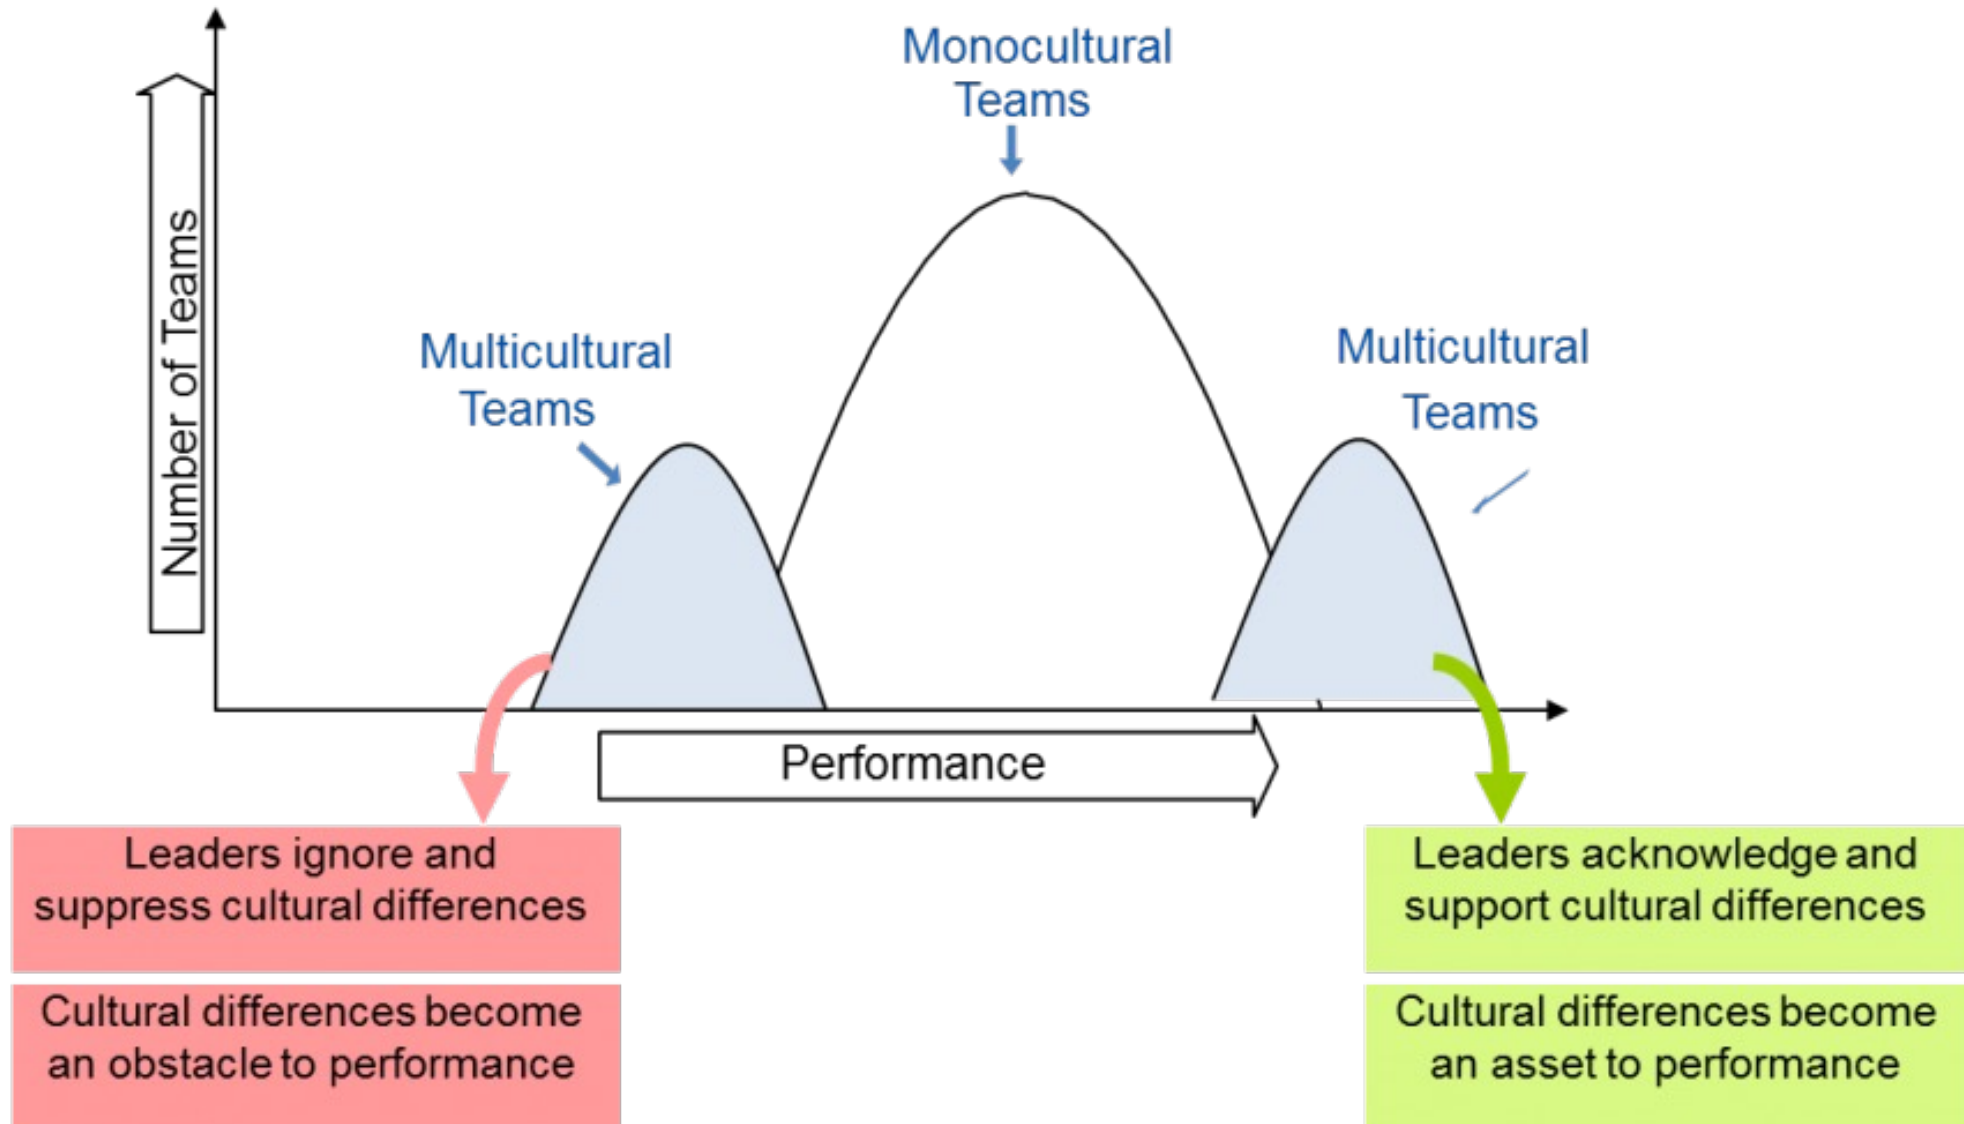 Monocultural
Teams
Number of Teams
Multicultural
Teams
Multicultural
Teams
Performance
Leaders ignore and
suppress cultural differences
Cultural differences become
an obstacle to performance
Leaders acknowledge and
support cultural differences
Cultural differences become
an asset to performance